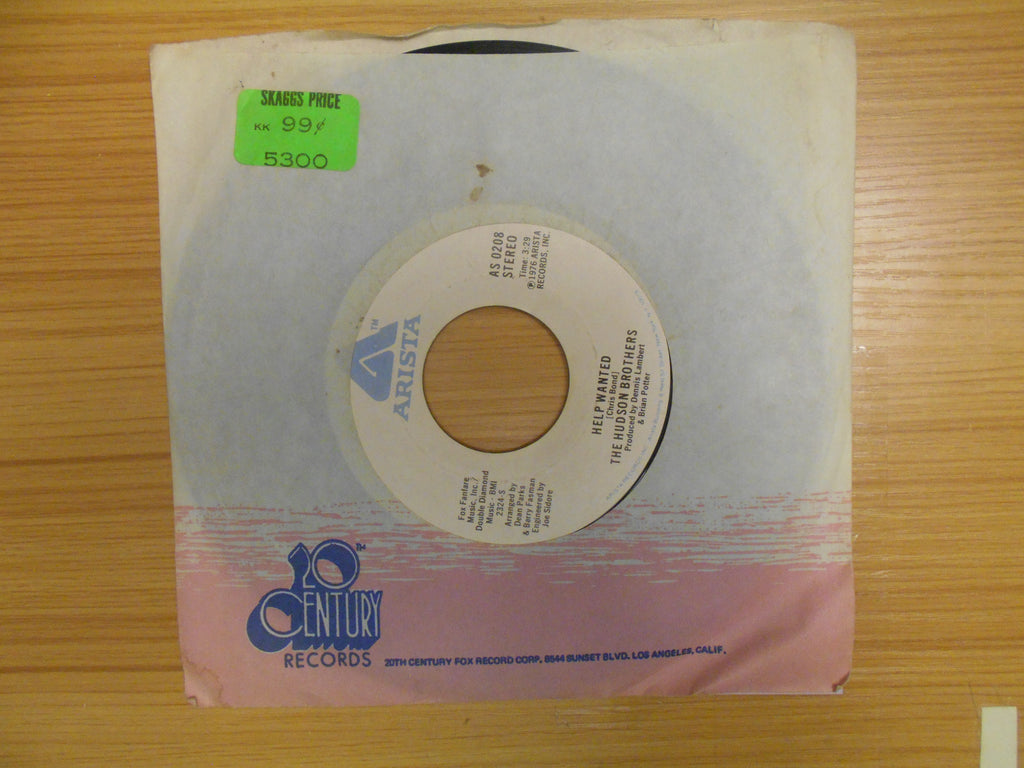 SKAGGS PRICE
KK 99¢
5300
AS 0208
STEREO
Time: 3:29
Ⓟ1976 ARISTA
RECORDS, INC.
TM
ARISTA
HELP WANTED
(Chris Bond)
THE HUDSON BROTHERS
Produced by Dennis Lambert
& Brian Potter
Fox Fanfare
Music, Inc./
Double Diamond
Music - BMI
2324-S
Arranged by
Dean Parks
& Barry Fasman
Engineered by
Joe Sidore
20TH
CENTURY
RECORDS
20TH CENTURY FOX RECORD CORP. 8544 SUNSET BLVD. LOS ANGELES, CALIF.